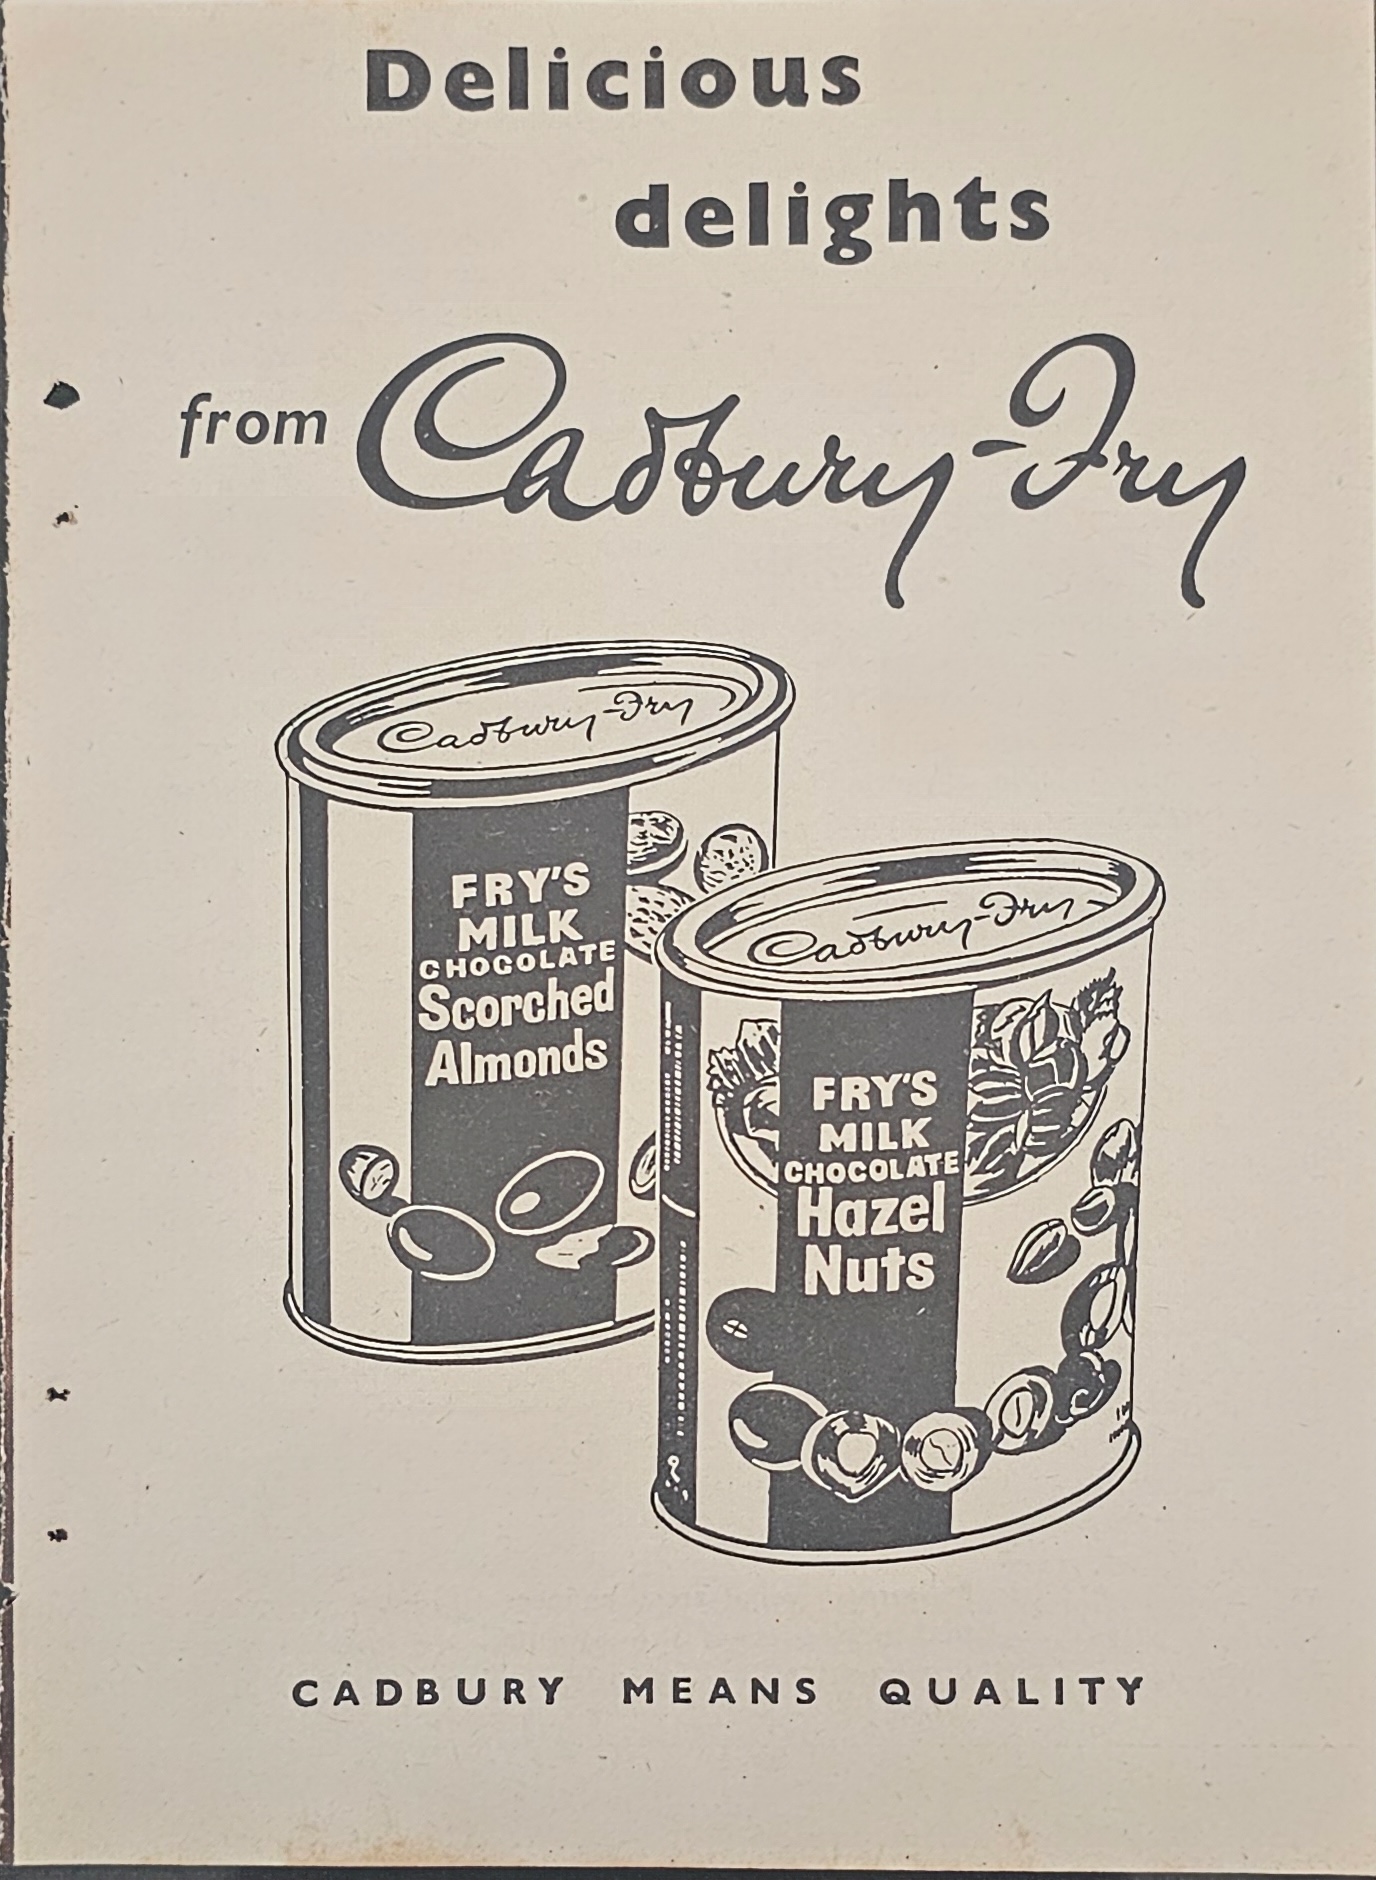 Delicious
delights
from Cadbury-Fry
Cadbury-Fry
FRY'S
MILK
CHOCOLATE
Scorched
Almonds
Cadbury-Fry
FRY'S
MILK
CHOCOLATE
Hazel
Nuts
CADBURY MEANS QUALITY